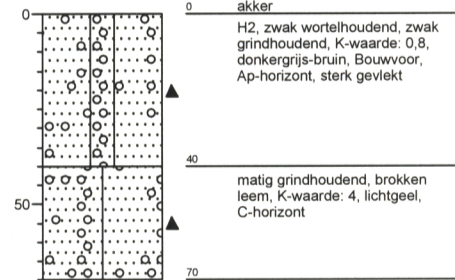 0
0
akker
H2, zwak wortelhoudend, zwak
grindhoudend, K-waarde: 0,8,
donkergrijs-bruin, Bouwvoor,
Ap-horizont, sterk gevlekt
40
matig grindhoudend, brokken
leem, K-waarde: 4, lichtgeel,
C-horizont
50
70